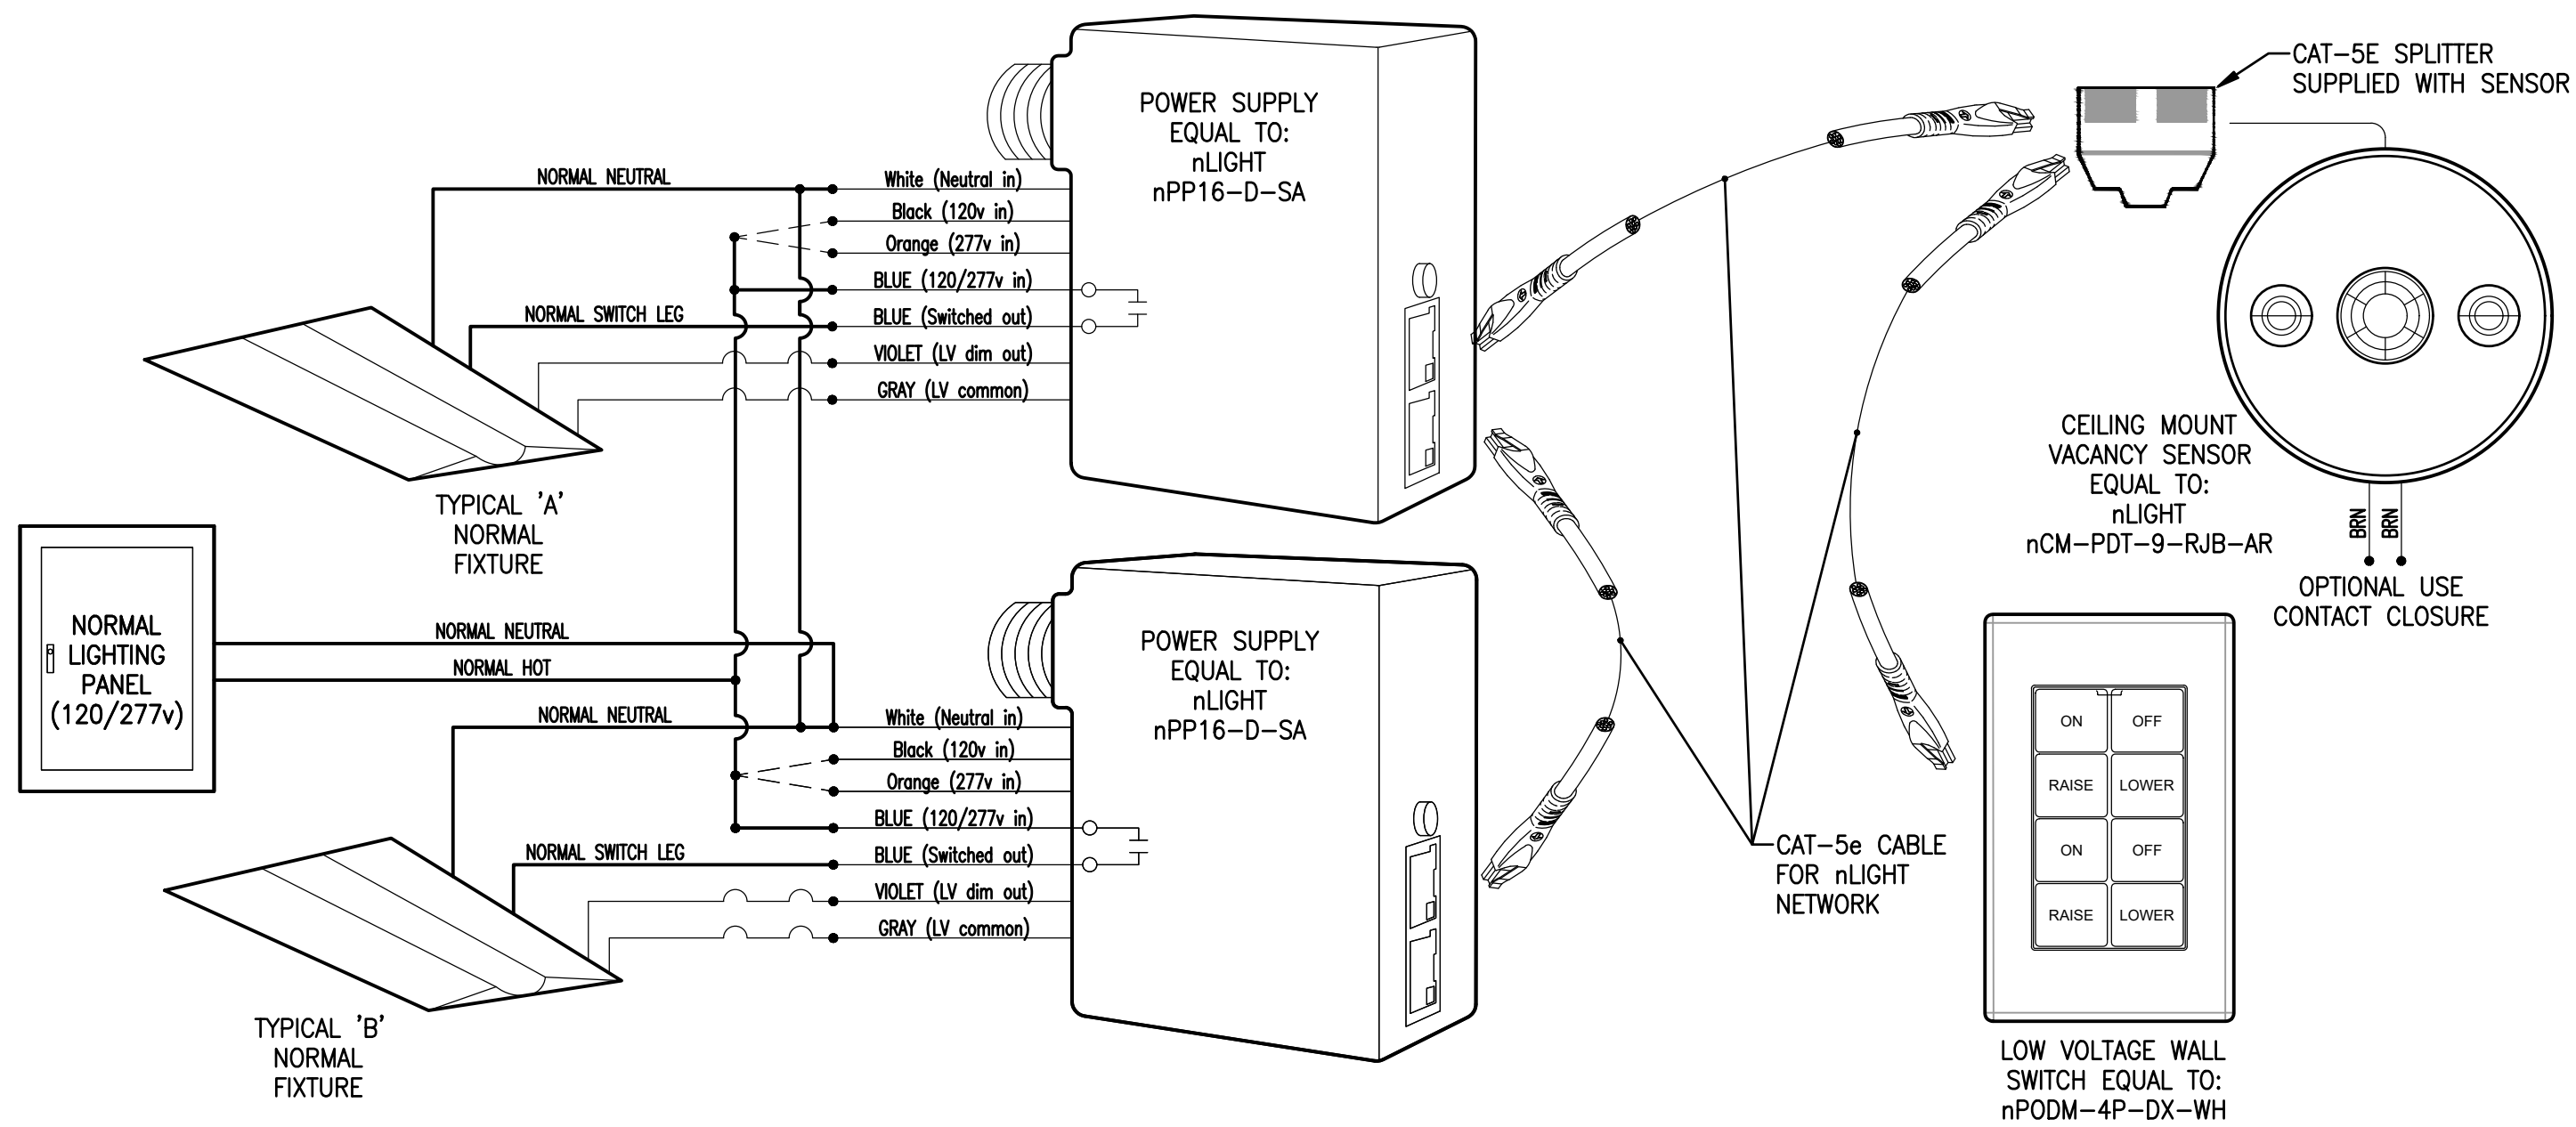 CAT-5E SPLITTER
SUPPLIED WITH SENSOR
POWER SUPPLY
EQUAL TO:
nLIGHT
nPP16-D-SA
NORMAL NEUTRAL
White (Neutral in)
Black (120v in)
Orange (277v in)
BLUE (120/277v in)
NORMAL SWITCH LEG
BLUE (Switched out)
VIOLET (LV dim out)
GRAY (LV common)
TYPICAL 'A'
NORMAL
FIXTURE
CEILING MOUNT
VACANCY SENSOR
EQUAL TO:
nLIGHT
nCM-PDT-9-RJB-AR
BRN
BRN
OPTIONAL USE
CONTACT CLOSURE
NORMAL
LIGHTING
PANEL
(120/277v)
NORMAL NEUTRAL
NORMAL HOT
POWER SUPPLY
EQUAL TO:
nLIGHT
nPP16-D-SA
NORMAL NEUTRAL
White (Neutral in)
Black (120v in)
Orange (277v in)
BLUE (120/277v in)
NORMAL SWITCH LEG
BLUE (Switched out)
VIOLET (LV dim out)
GRAY (LV common)
TYPICAL 'B'
NORMAL
FIXTURE
CAT-5e CABLE
FOR nLIGHT
NETWORK
ON OFF
RAISE LOWER
ON OFF
RAISE LOWER
LOW VOLTAGE WALL
SWITCH EQUAL TO:
nPODM-4P-DX-WH